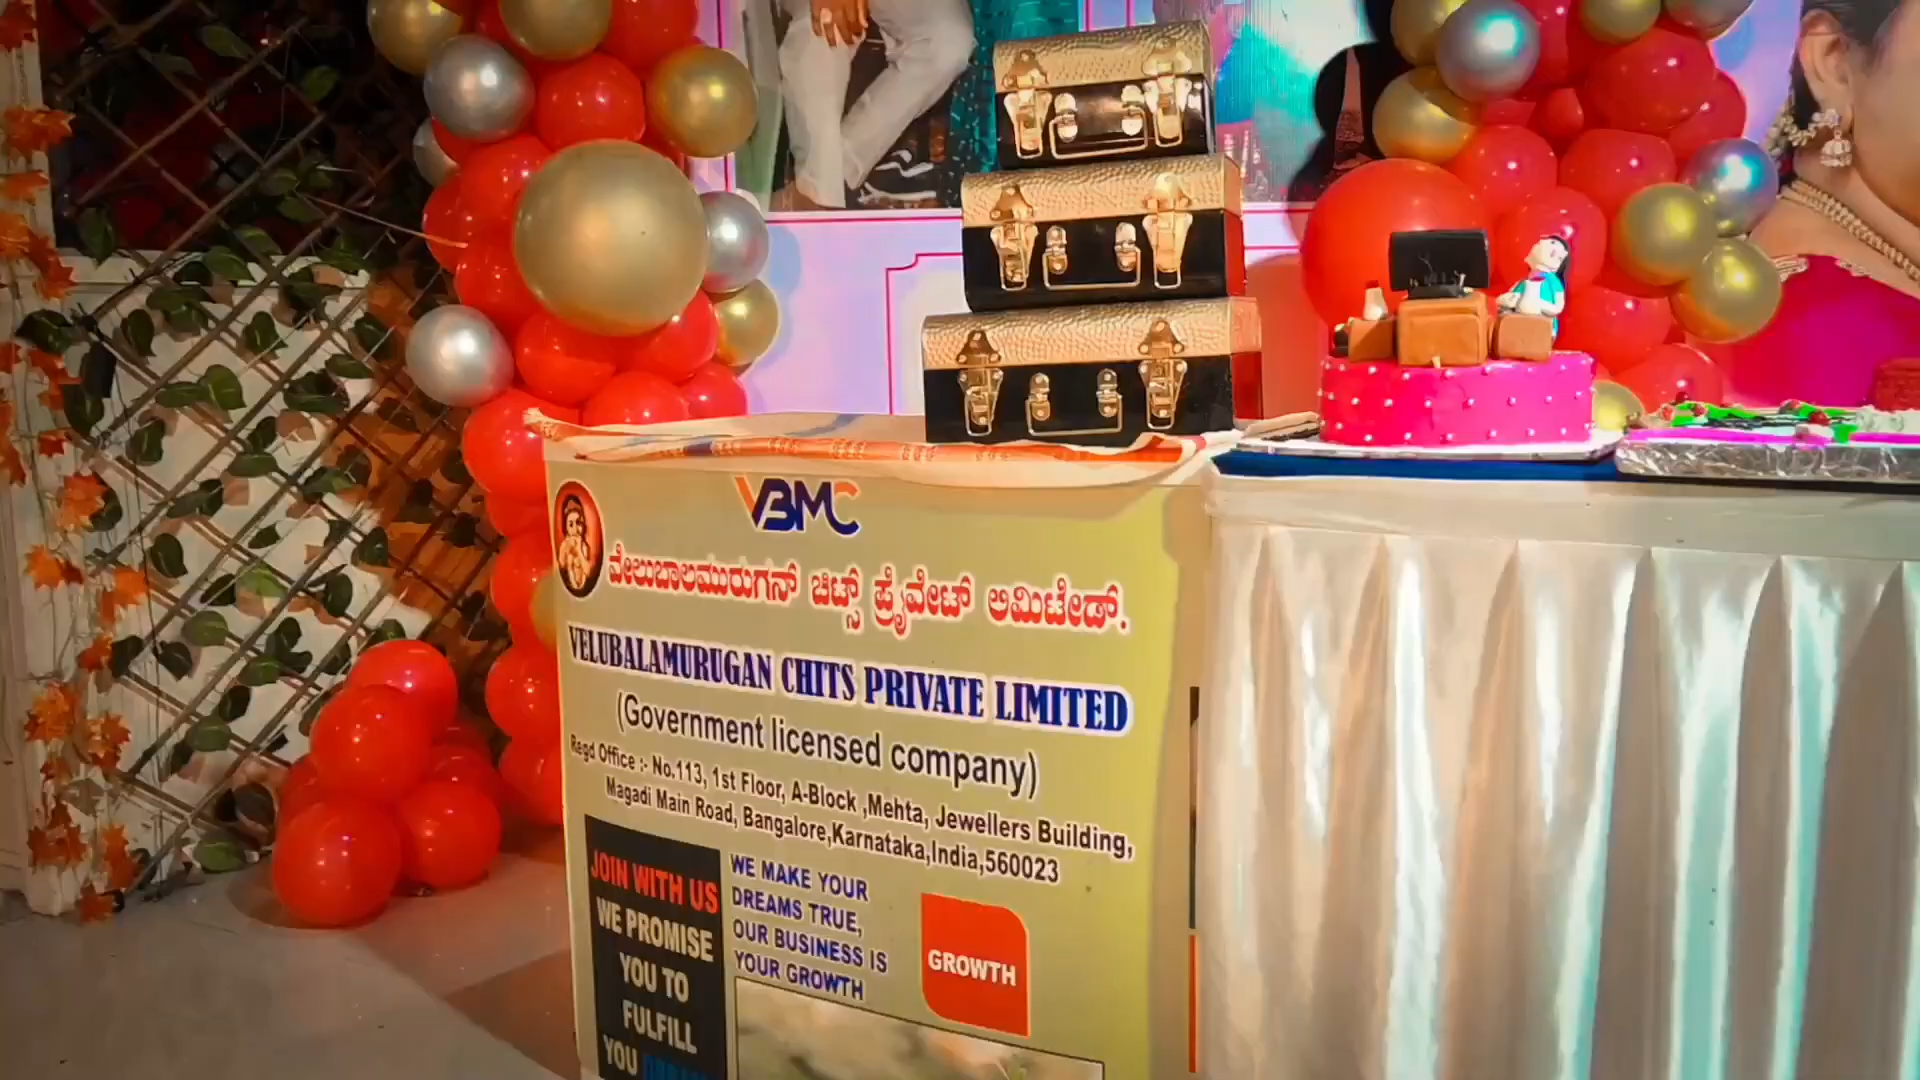 VBMC
ವೇಲುಬಾಲಮುರುಗನ್ ಚಿಟ್ಸ್ ಪ್ರೈವೇಟ್ ಲಿಮಿಟೇಡ್.
VELUBALAMURUGAN CHITS PRIVATE LIMITED
(Government licensed company)
Regd Office :- No.113, 1st Floor, A-Block ,Mehta, Jewellers Building,
Magadi Main Road, Bangalore,Karnataka,India,560023
JOIN WITH US
WE PROMISE
YOU TO
FULFILL
YOU
WE MAKE YOUR
DREAMS TRUE,
OUR BUSINESS IS
YOUR GROWTH
GROWTH